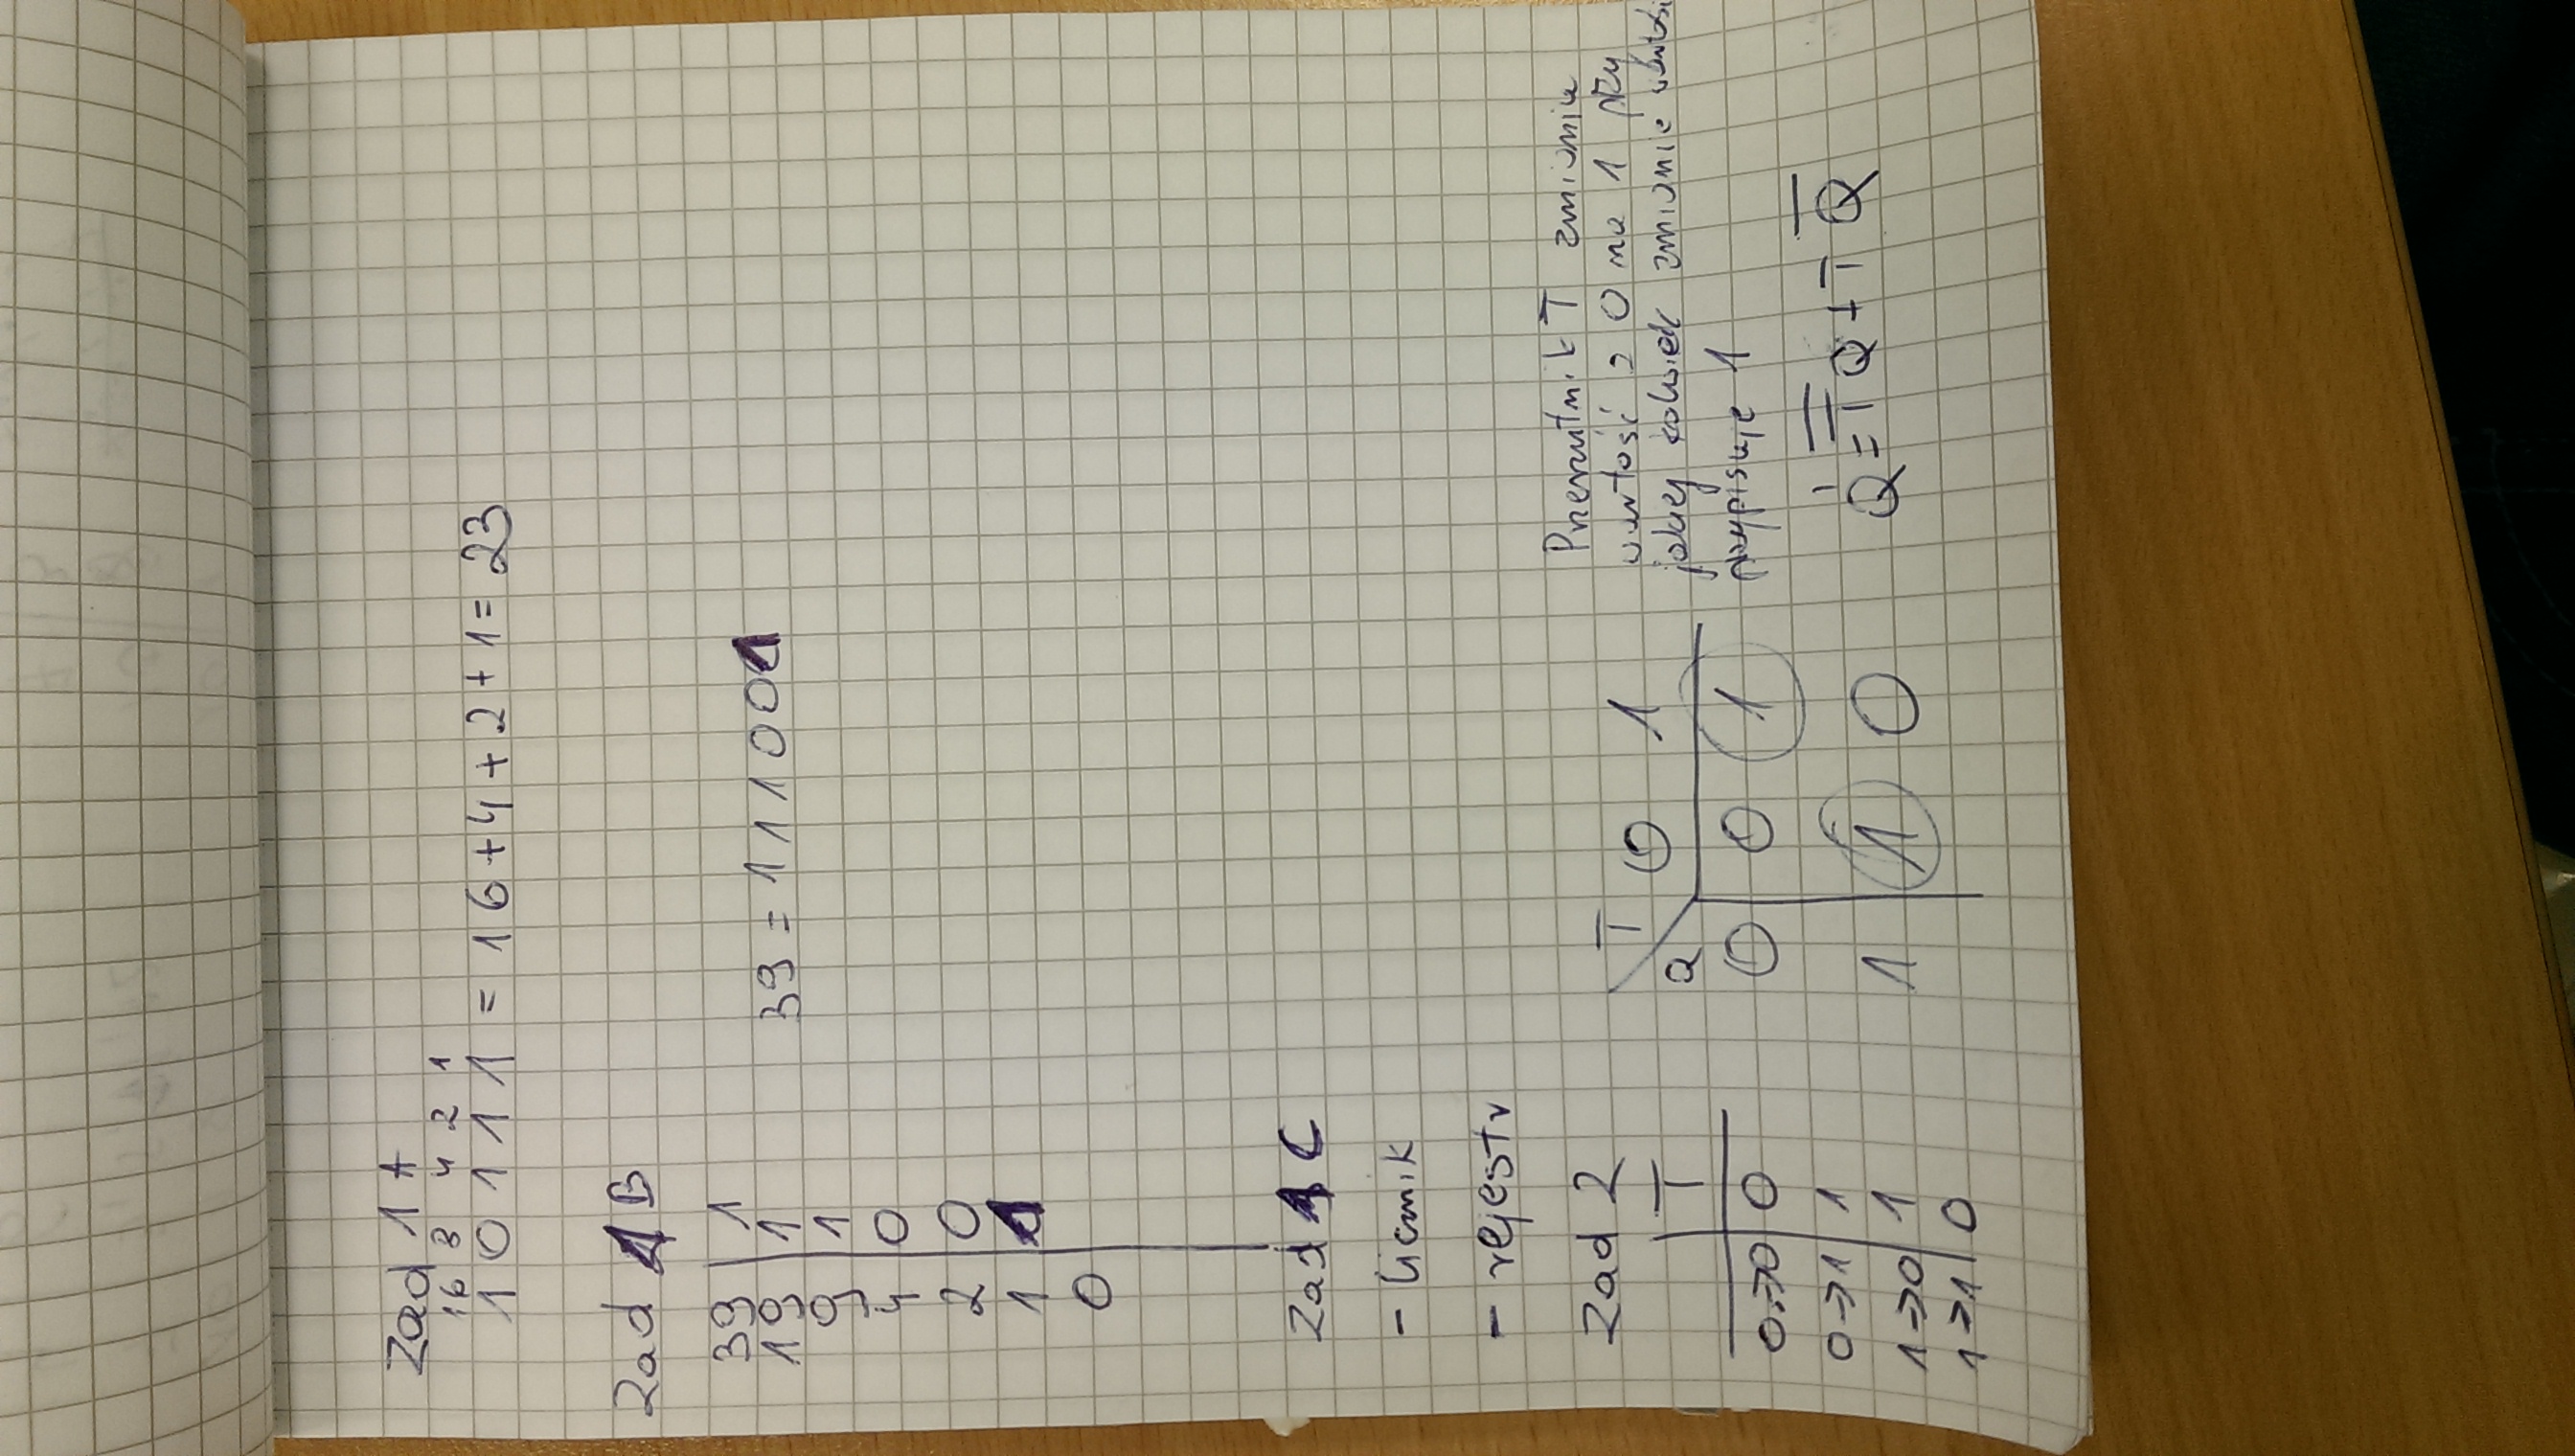 Zad 1 A
16 8 4 2 1
1 0 1 1 1 = 16 + 4 + 2 + 1 = 23
Zad 1 B
39 | 1
19 | 1
9 | 1
4 | 0
2 | 0
1 | 1
0
39 = 111001
Zad 1 C
- licznik
- rejestr
Zad 2
T
0→0 | 0
0→1 | 1
1→0 | 1
1→1 | 0
T 0 1
Q
0 0 1
1 1 0
Przerzutnik T zmienia
wartość z 0 na 1 przy
jakiej kolwiek zmianie wartości
przypisuje 1
Q' = T̿ Q + T Q̅